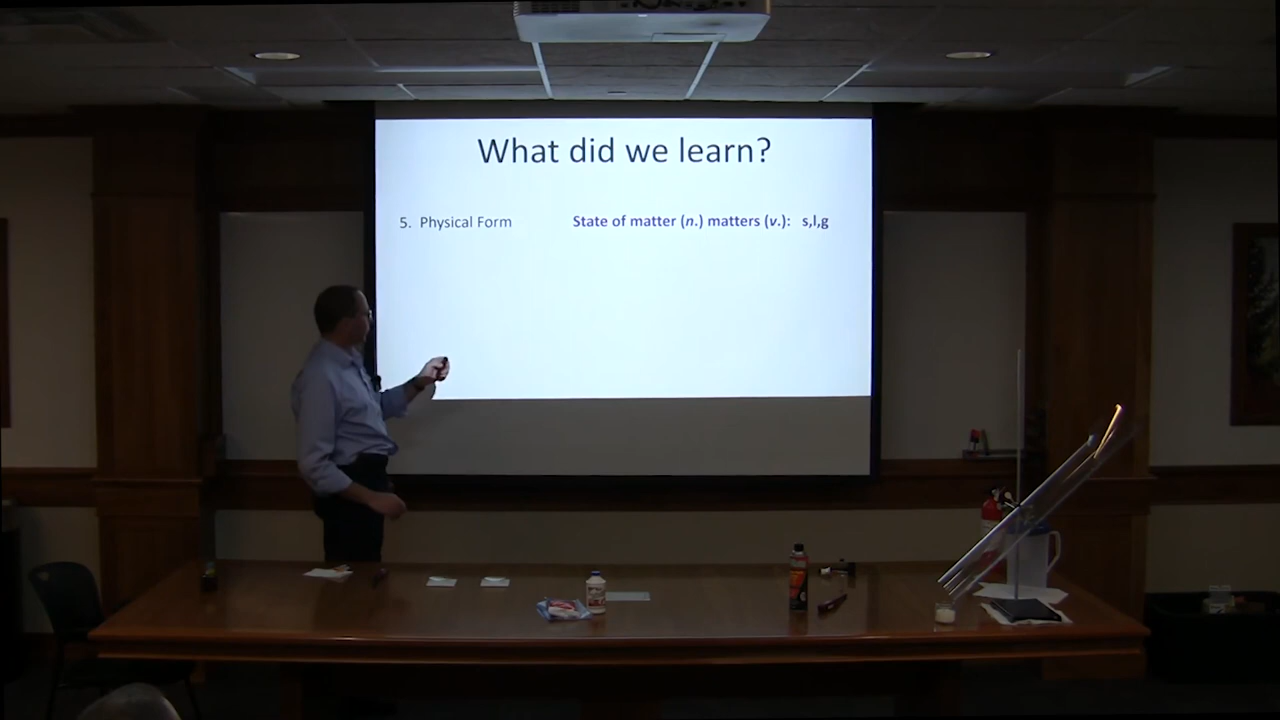 What did we learn?
5. Physical Form State of matter (n.) matters (v.): s,l,g